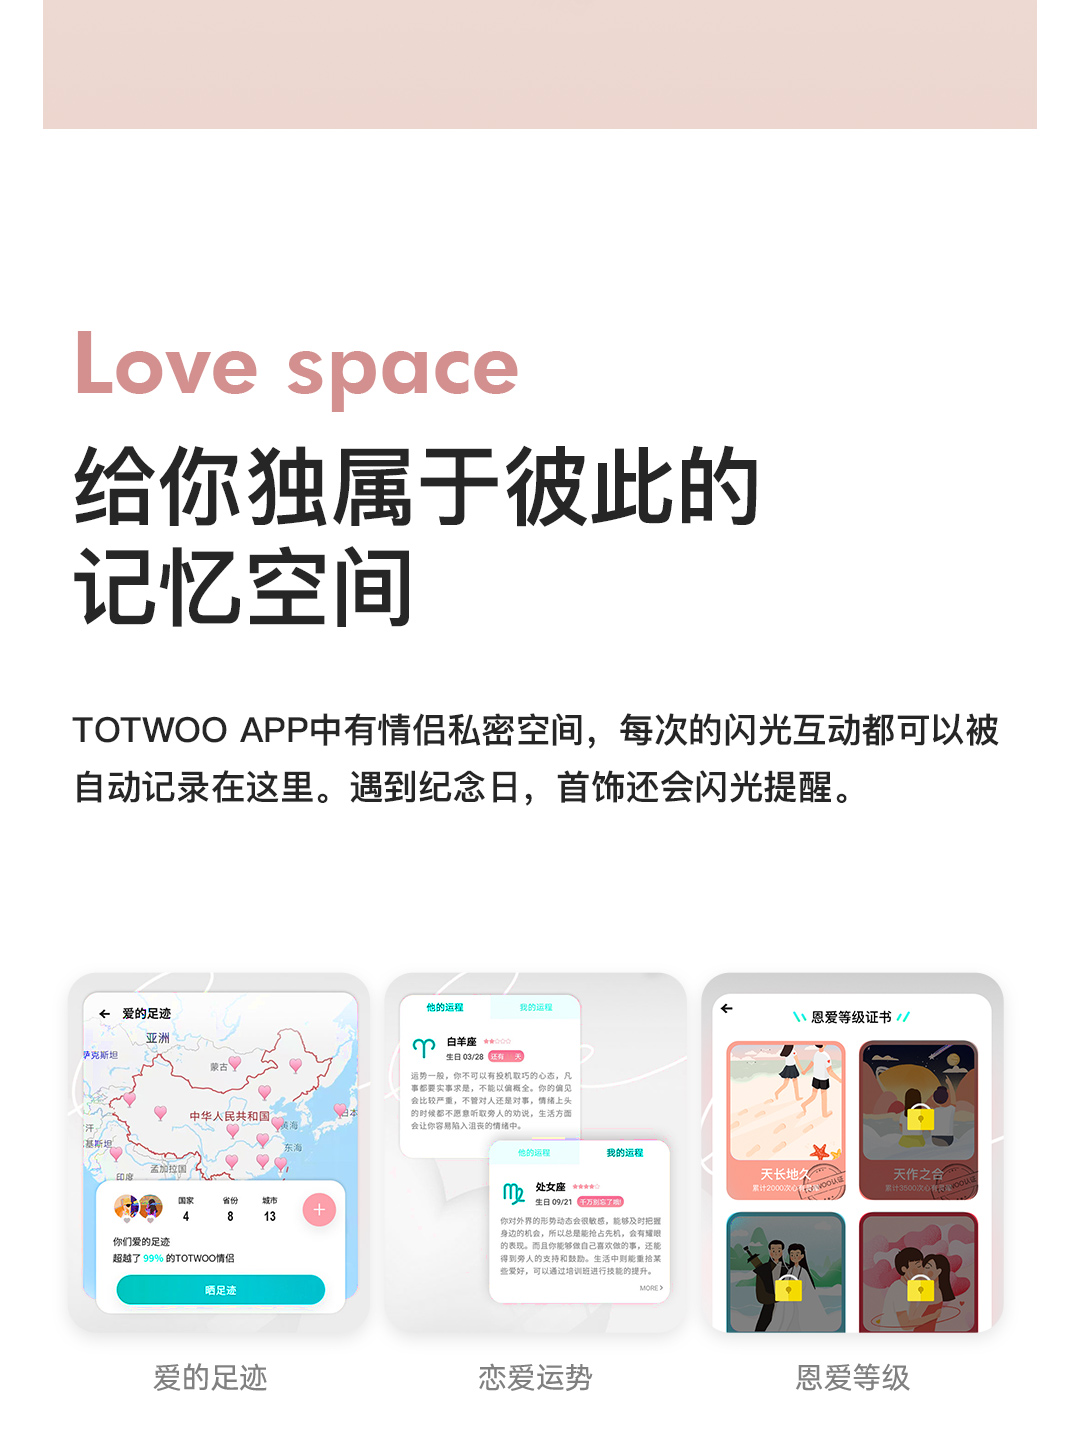 Love space
给你独属于彼此的
记忆空间
TOTWOO APP中有情侣私密空间，每次的闪光互动都可以被
自动记录在这里。遇到纪念日，首饰还会闪光提醒。
爱的足迹
亚洲
萨克斯坦
蒙古
中华人民共和国
日本
黄海
东海
汗
基斯坦
孟加拉国
印度
国家 省份 城市
4 8 13
你们爱的足迹
超越了 99% 的TOTWOO情侣
晒足迹
爱的足迹
他的运程 我的运程
白羊座
生日 03/28 还有 天
运势一般，你不可以有投机取巧的心态，凡
事都要实事求是，不能以偏概全。你的偏见
会比较严重，不管对人还是对事，情绪上头
的时候都不愿意听取旁人的劝说，生活方面
会让你容易陷入沮丧的情绪中。
他的运程 我的运程
处女座
生日 09/21 千万别忘了哦!
你对外界的形势动态会很敏感，能够及时把握
身边的机会，所以总是能抢占先机，会有耀眼
的表现。而且你能够做自己喜欢做的事，还能
得到旁人的支持和鼓励。生活中则能重拾某
些爱好，可以通过培训班进行技能的提升。
MORE
恋爱运势
恩爱等级证书
天长地久
累计2000次心有灵犀
天作之合
累计3500次心有灵犀
恩爱等级